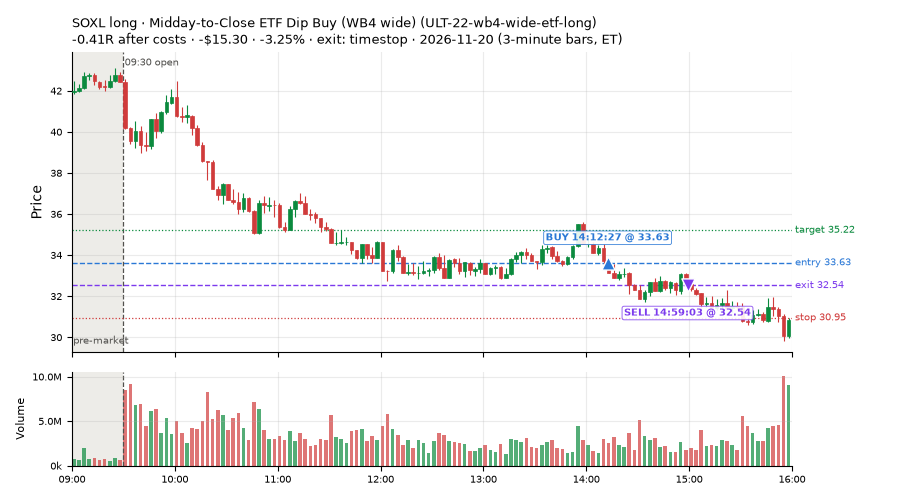 SOXL long · Midday-to-Close ETF Dip Buy (WB4 wide) (ULT-22-wb4-wide-etf-long)
-0.41R after costs · -$15.30 · -3.25% · exit: timestop · 2026-11-20 (3-minute bars, ET)
09:30 open
Price
42
40
38
36
34
32
30
BUY 14:12:27 @ 33.63
SELL 14:59:03 @ 32.54
target 35.22
entry 33.63
exit 32.54
stop 30.95
pre-market
Volume
10.0M
5.0M
0k
09:00
10:00
11:00
12:00
13:00
14:00
15:00
16:00